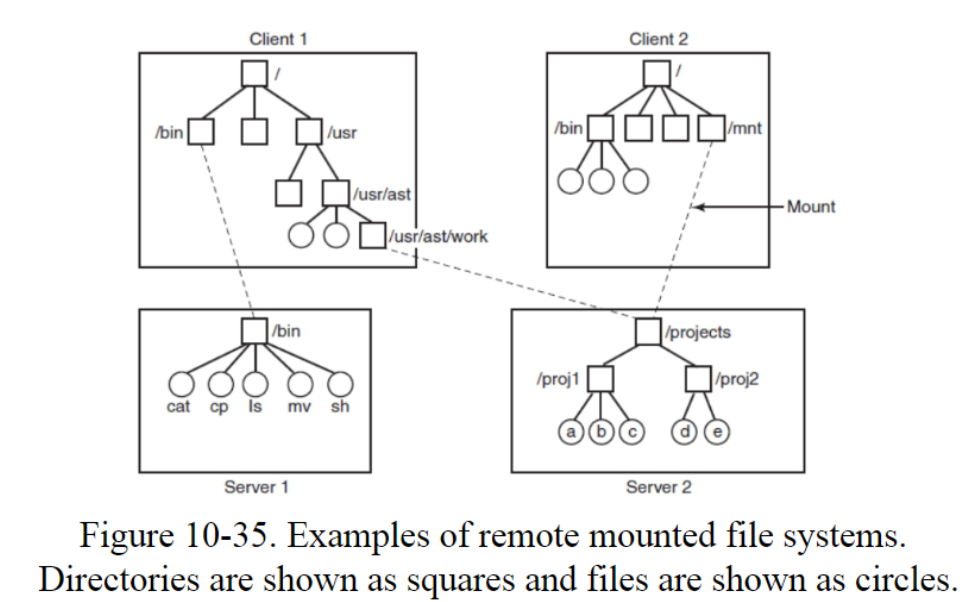 Client 1
Client 2
/
/
/bin
/usr
/bin
/mnt
/usr/ast
Mount
/usr/ast/work
/bin
/projects
/proj1
/proj2
cat cp ls mv sh
a b c d e
Server 1
Server 2
Figure 10-35. Examples of remote mounted file systems.
Directories are shown as squares and files are shown as circles.